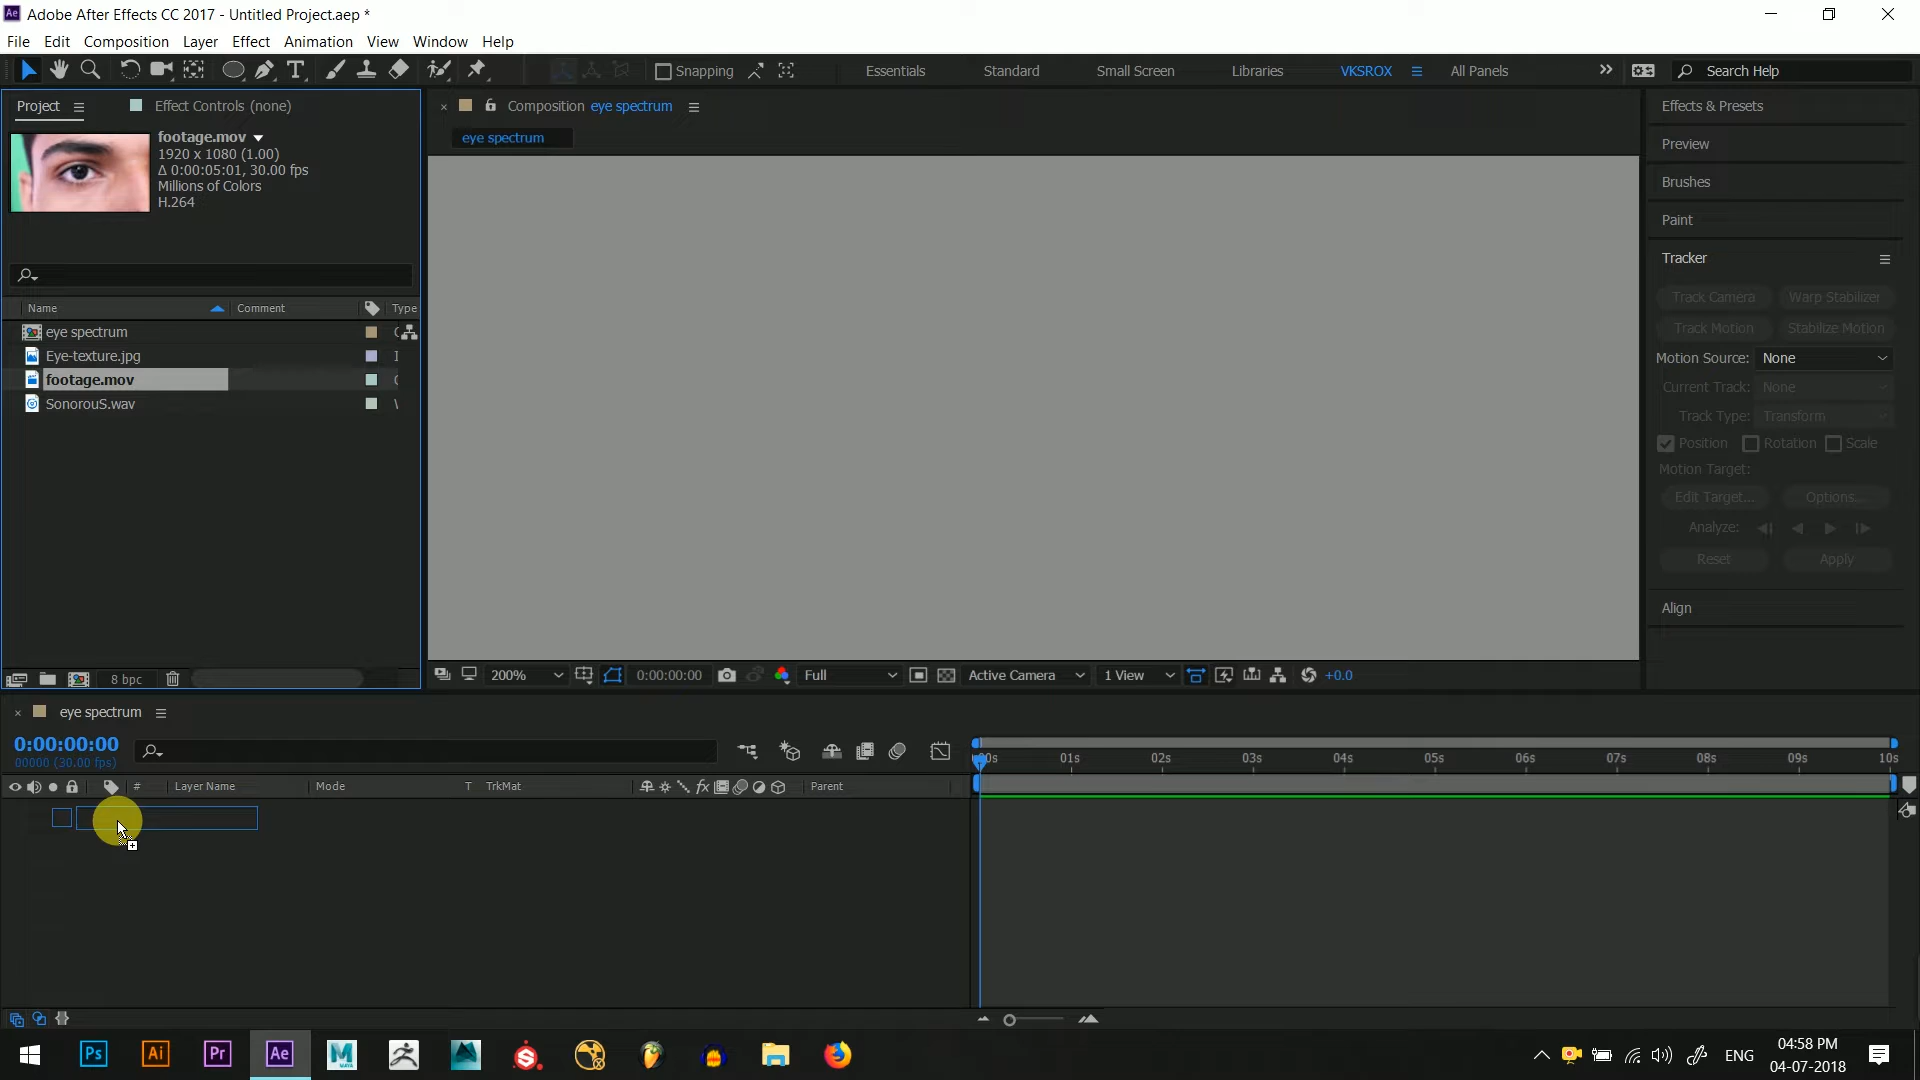 Adobe After Effects CC 2017 - Untitled Project.aep *
File Edit Composition Layer Effect Animation View Window Help
Snapping Essentials Standard Small Screen Libraries VKSROX All Panels Search Help
Project Effect Controls (none)
footage.mov
1920 x 1080 (1.00)
Δ 0:00:05:01, 30.00 fps
Millions of Colors
H.264
Name Comment Type
eye spectrum
Eye-texture.jpg
footage.mov
SonorouS.wav
8 bpc
Composition eye spectrum
eye spectrum
200% 0:00:00:00 Full Active Camera 1 View +0.0
Effects & Presets
Preview
Brushes
Paint
Tracker
Track Camera Warp Stabilizer
Track Motion Stabilize Motion
Motion Source: None
Current Track: None
Track Type: Transform
Position Rotation Scale
Motion Target:
Edit Target... Options...
Analyze:
Reset Apply
Align
eye spectrum
0:00:00:00
00000 (30.00 fps)
# Layer Name Mode T TrkMat fx Parent
00s 01s 02s 03s 04s 05s 06s 07s 08s 09s 10s
Ps Ai Pr Ae MAYA
ENG
04:58 PM
04-07-2018